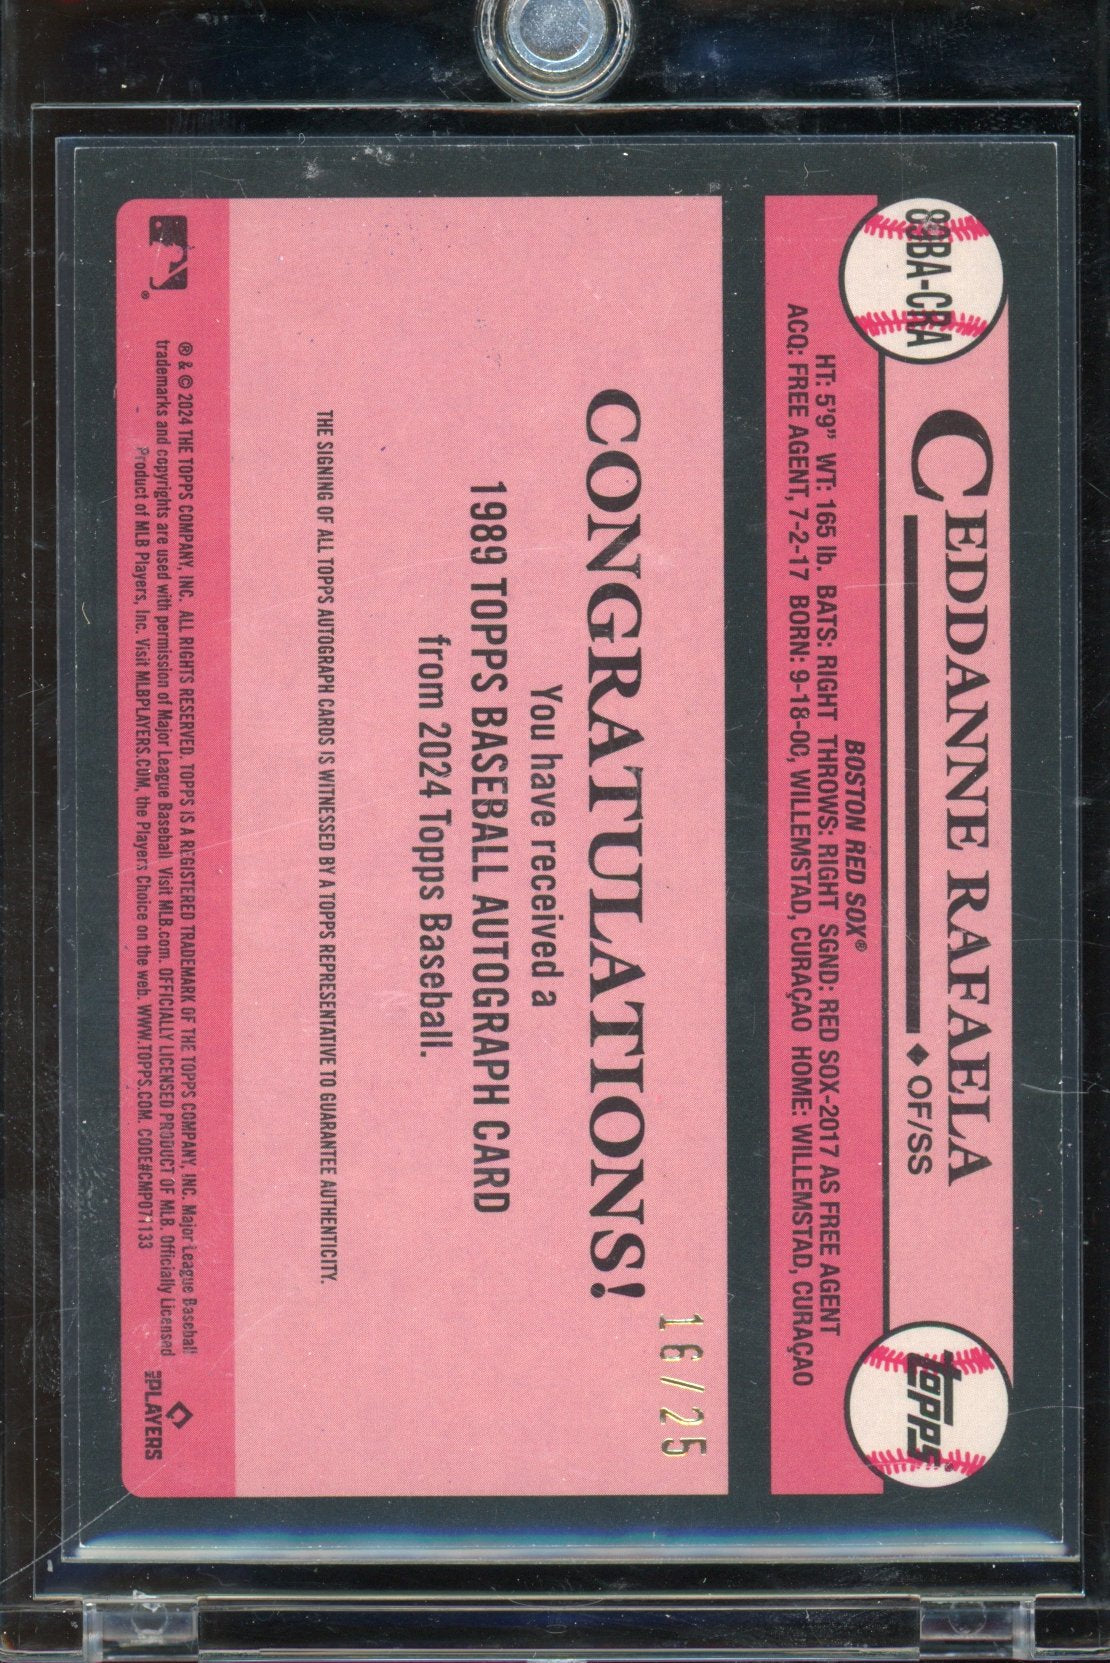 89BA-CRA
CEDDANNE RAFAELA
◆ OF/SS
topps®
BOSTON RED SOX®
HT: 5'9" WT: 165 lb. BATS: RIGHT THROWS: RIGHT SGND: RED SOX-2017 AS FREE AGENT
ACQ: FREE AGENT, 7-2-17 BORN: 9-18-00, WILLEMSTAD, CURAÇAO HOME: WILLEMSTAD, CURAÇAO
16/25
CONGRATULATIONS!
You have received a
1989 TOPPS BASEBALL AUTOGRAPH CARD
from 2024 Topps Baseball.
THE SIGNING OF ALL TOPPS AUTOGRAPH CARDS IS WITNESSED BY A TOPPS REPRESENTATIVE TO GUARANTEE AUTHENTICITY.
® & © 2024 THE TOPPS COMPANY, INC. ALL RIGHTS RESERVED. TOPPS IS A REGISTERED TRADEMARK OF THE TOPPS COMPANY, INC. Major League Baseball
trademarks and copyrights are used with permission of Major League Baseball. Visit MLB.com. OFFICIALLY LICENSED PRODUCT OF MLB. Officially Licensed
Product of MLB Players, Inc. Visit MLBPLAYERS.COM, the Players Choice on the web. WWW.TOPPS.COM. CODE#CMP071133
MLB PLAYERS